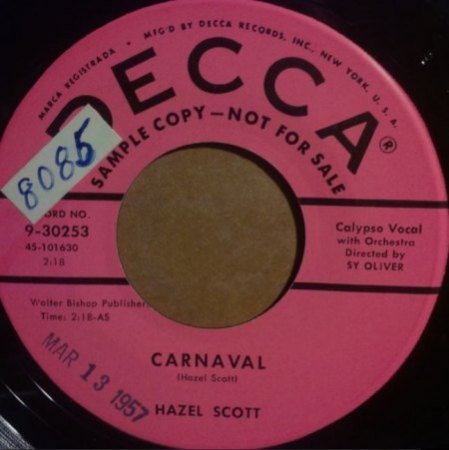 MARCA REGISTRADA • MFG'D BY DECCA RECORDS, INC., NEW YORK, U. S. A.
DECCA®
SAMPLE COPY—NOT FOR SALE
8085
ORD NO.
9-30253
45-101630
2:18
Calypso Vocal
with Orchestra
Directed by
SY OLIVER
Walter Bishop Publisher
Time: 2:18-AS
CARNAVAL
(Hazel Scott)
MAR 13 1957
HAZEL SCOTT